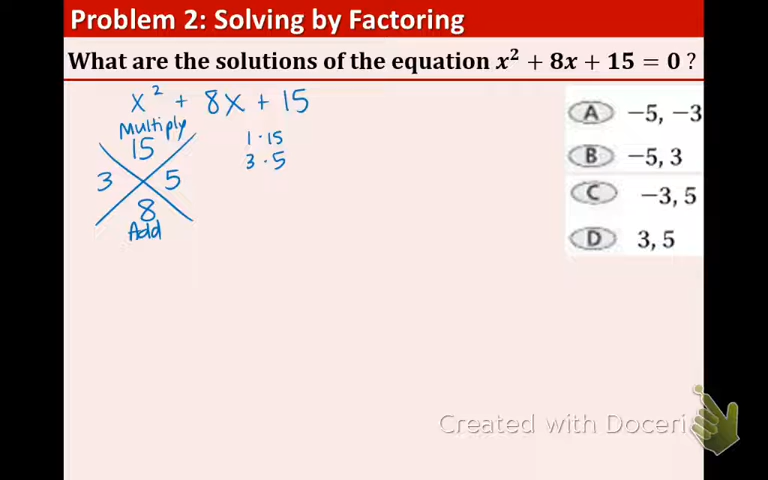 Problem 2: Solving by Factoring
What are the solutions of the equation x² + 8x + 15 = 0 ?
x² + 8x + 15
Multiply
15
3 5
8
Add
1 · 15
3 · 5
A −5, −3
B −5, 3
C −3, 5
D 3, 5
Created with Doceri